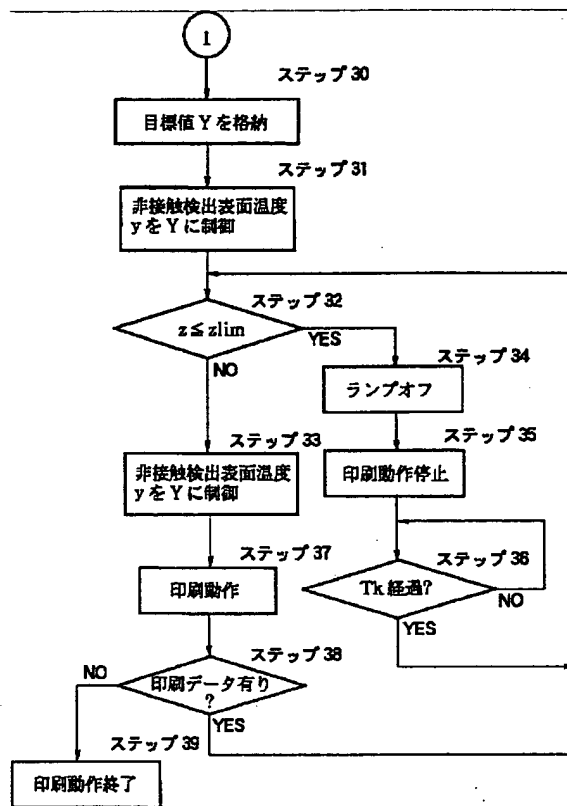 1
ステップ 30
目標値 Y を格納
ステップ 31
非接触検出表面温度
y を Y に制御
ステップ 32
z ≤ zlim
YES
NO
ステップ 34
ランプオフ
ステップ 33
ステップ 35
非接触検出表面温度
y を Y に制御
印刷動作停止
ステップ 37
ステップ 36
印刷動作
Tk 経過?
NO
YES
ステップ 38
NO
印刷データ有り
?
YES
ステップ 39
印刷動作終了